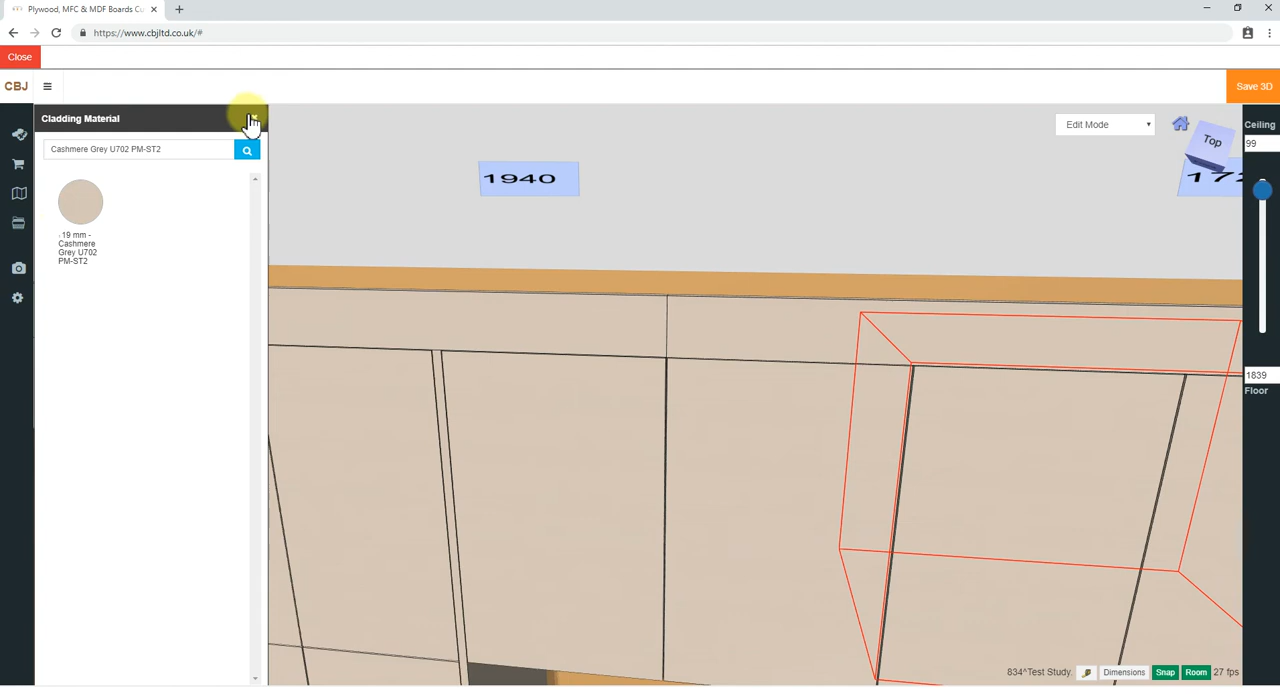 Plywood, MFC & MDF Boards Cu
https://www.cbjltd.co.uk/#
Close
CBJ
Save 3D
Cladding Material
Cashmere Grey U702 PM-ST2
19 mm -
Cashmere
Grey U702
PM-ST2
1940
Edit Mode
Top
Ceiling
99
1839
Floor
834^Test Study.
Dimensions
Snap
Room
27 fps